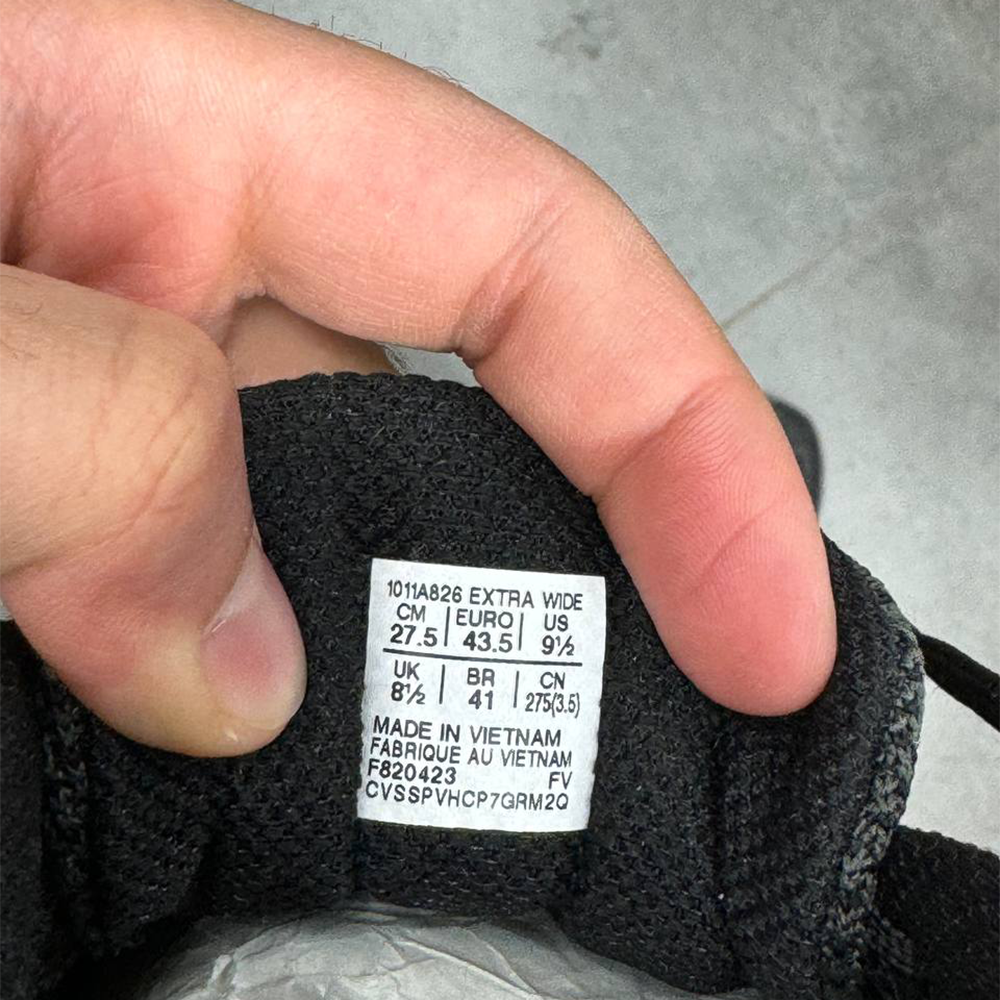 1011A826 EXTRA WIDE
CM | EURO | US
27.5 | 43.5 | 9½
UK | BR | CN
8½ | 41 | 275(3.5)
MADE IN VIETNAM
FABRIQUE AU VIETNAM
F820423 FV
CVSSPVHCP7GRM2Q